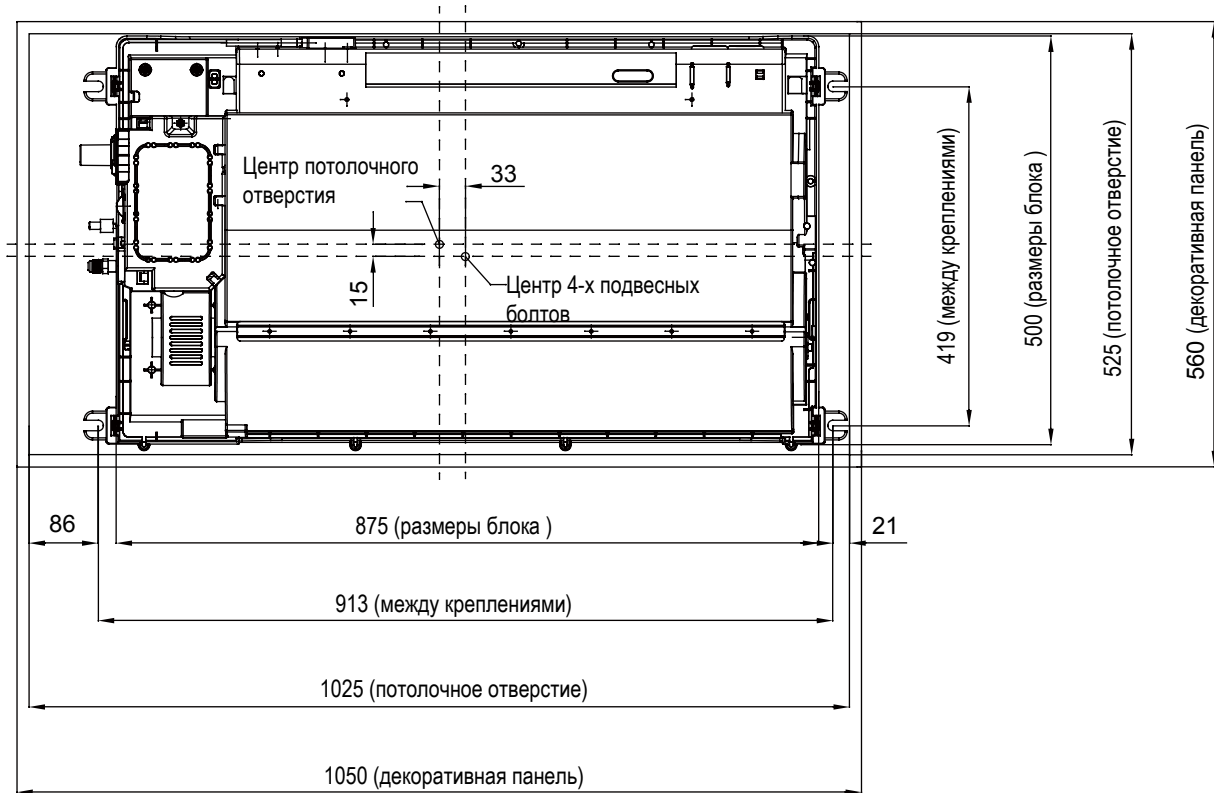 Центр потолочного
отверстия
33
15
Центр 4-х подвесных
болтов
419 (между креплениями)
500 (размеры блока )
525 (потолочное отверстие)
560 (декоративная панель)
86
875 (размеры блока )
21
913 (между креплениями)
1025 (потолочное отверстие)
1050 (декоративная панель)